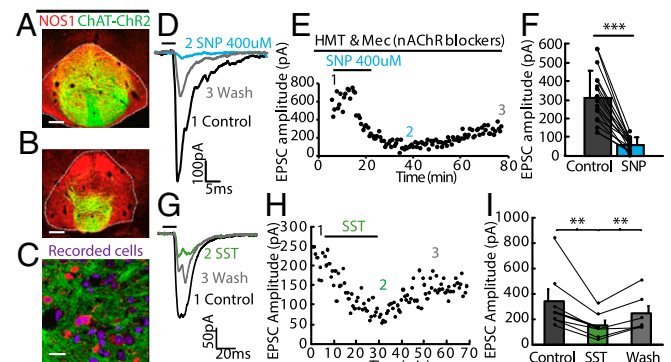 NOS1 ChAT-ChR2
A
B
C
Recorded cells
D
2 SNP 400uM
3 Wash
1 Control
100pA
5ms
E
HMT & Mec (nAChR blockers)
SNP 400uM
1
2
3
EPSC amplitude (pA)
800
600
400
200
0
0 20 40 60 80
Time (min)
F
***
EPSC amplitude (pA)
600
500
400
300
200
100
0
Control SNP
G
2 SST
3 Wash
1 Control
50pA
20ms
H
SST
1
2
3
EPSC Amplitude (pA)
250
200
150
100
50
0
0 10 20 30 40 50 60 70
I
** **
EPSC Amplitude (pA)
1000
800
600
400
200
0
Control SST Wash